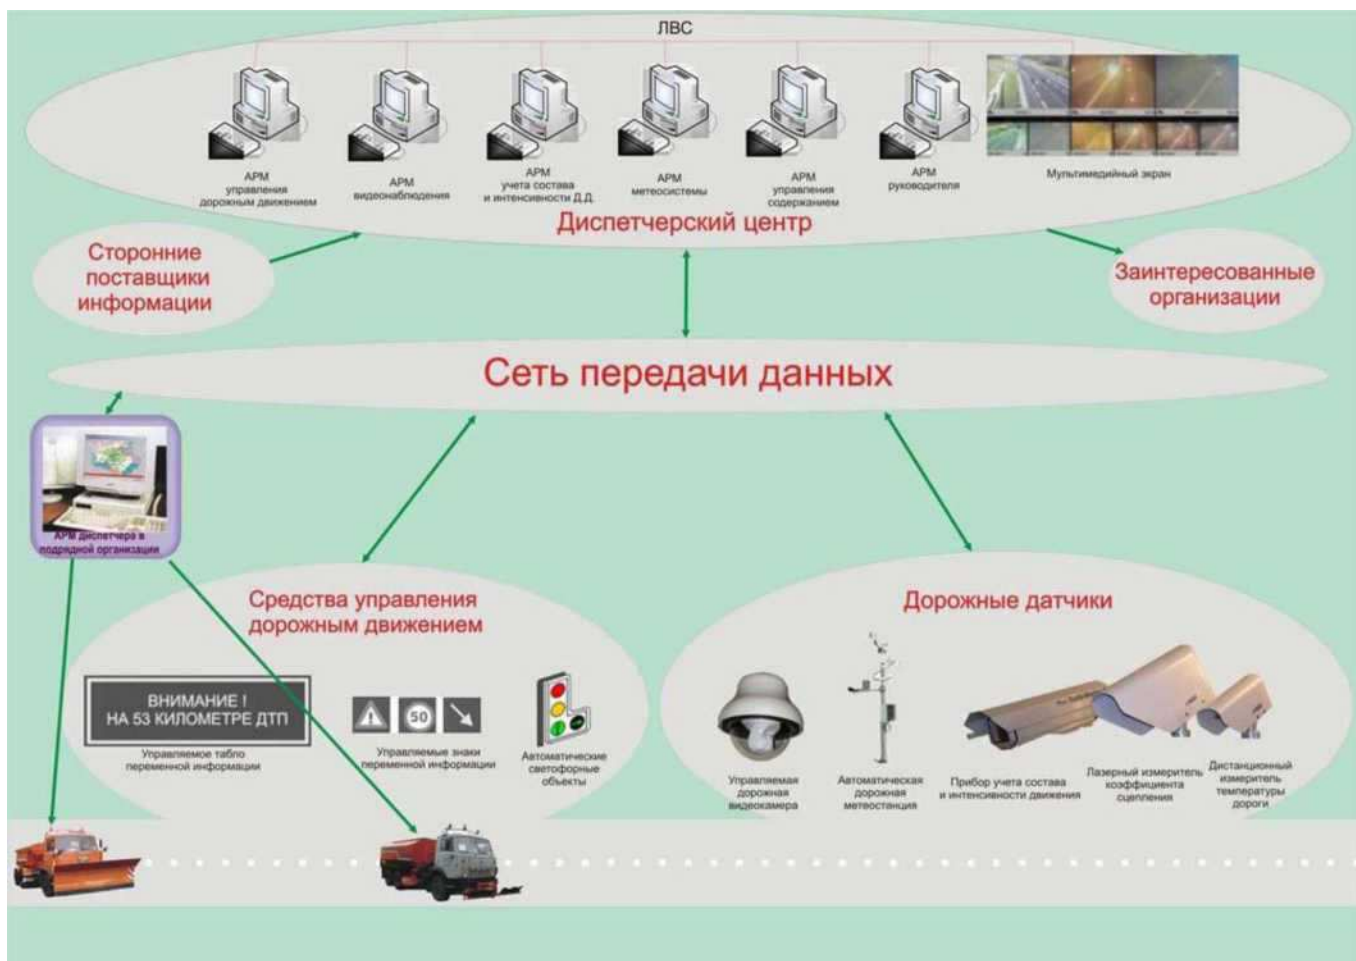 ЛВС
АРМ
управления
дорожным движением
АРМ
видеонаблюдения
АРМ
учета состава
и интенсивности Д.Д.
АРМ
метеосистемы
АРМ
управления
содержанием
АРМ
руководителя
Мультимедийный экран
Диспетчерский центр
Сторонние
поставщики
информации
Заинтересованные
организации
Сеть передачи данных
АРМ диспетчера в
подрядной организации
Средства управления
дорожным движением
ВНИМАНИЕ !
НА 53 КИЛОМЕТРЕ ДТП
Управляемое табло
переменной информации
50
Управляемые знаки
переменной информации
Автоматические
светофорные
объекты
Дорожные датчики
Управляемая
дорожная
видеокамера
Автоматическая
дорожная
метеостанция
Прибор учета состава
и интенсивности движения
Лазерный измеритель
коэффициента
сцепления
Дистанционный
измеритель
температуры
дороги